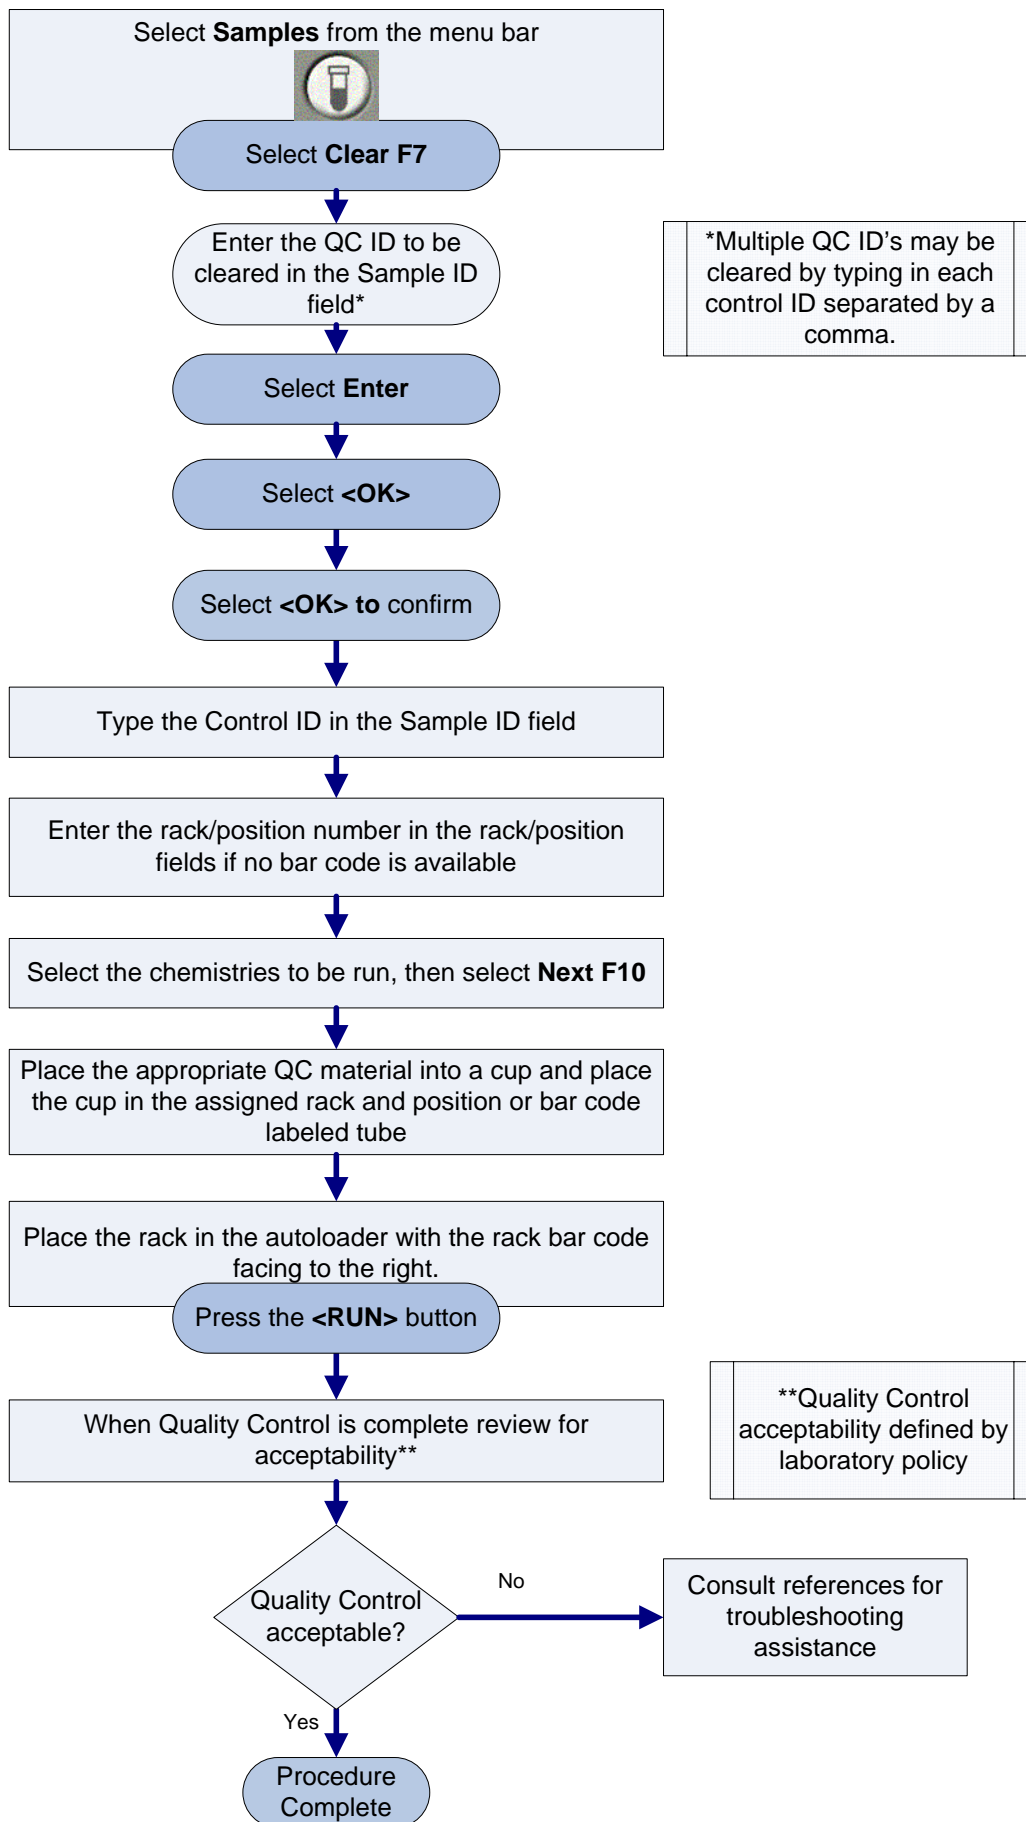 Select Samples from the menu bar
Select Clear F7
Enter the QC ID to be
cleared in the Sample ID
field*
*Multiple QC ID's may be
cleared by typing in each
control ID separated by a
comma.
Select Enter
Select <OK>
Select <OK> to confirm
Type the Control ID in the Sample ID field
Enter the rack/position number in the rack/position
fields if no bar code is available
Select the chemistries to be run, then select Next F10
Place the appropriate QC material into a cup and place
the cup in the assigned rack and position or bar code
labeled tube
Place the rack in the autoloader with the rack bar code
facing to the right.
Press the <RUN> button
When Quality Control is complete review for
acceptability**
**Quality Control
acceptability defined by
laboratory policy
Quality Control
acceptable?
No
Consult references for
troubleshooting
assistance
Yes
Procedure
Complete